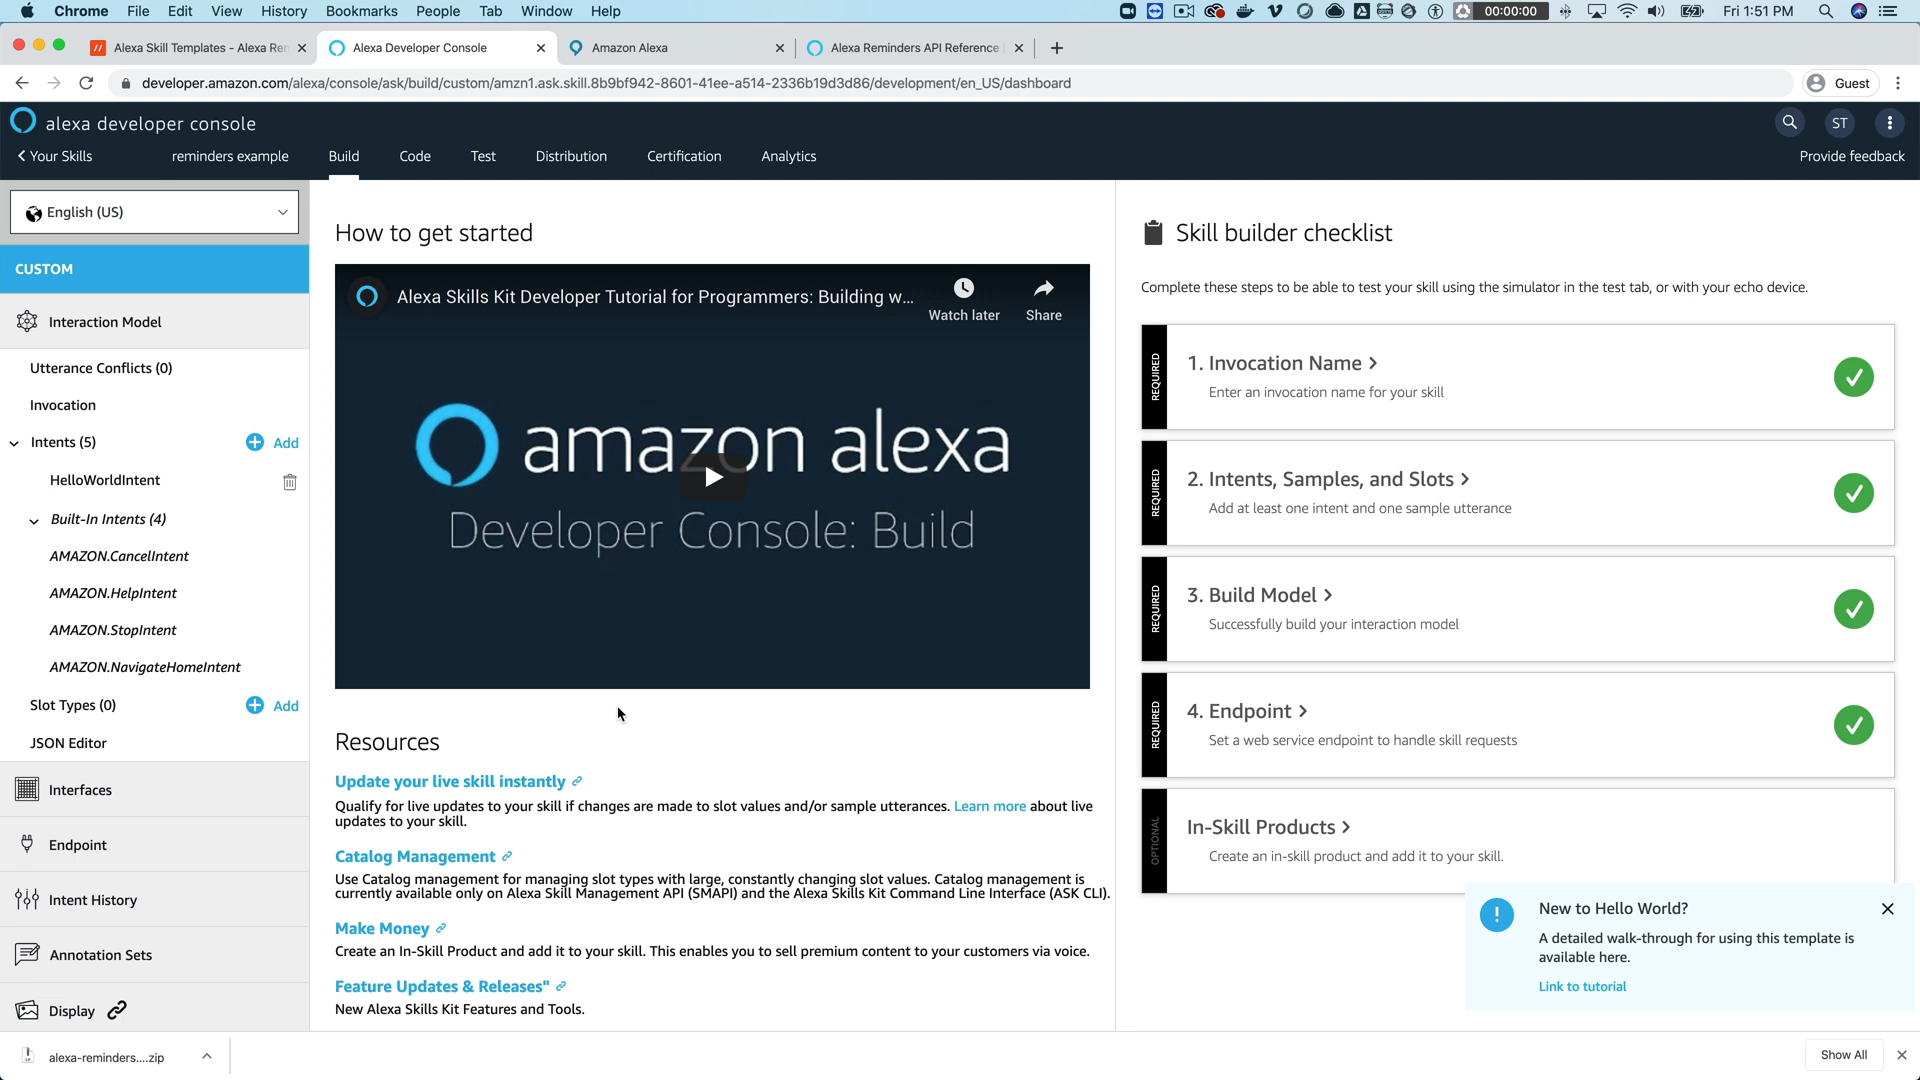 Chrome File Edit View History Bookmarks People Tab Window Help 00:00:00 Fri 1:51 PM
Alexa Skill Templates - Alexa Rem Alexa Developer Console Amazon Alexa Alexa Reminders API Reference
developer.amazon.com/alexa/console/ask/build/custom/amzn1.ask.skill.8b9bf942-8601-41ee-a514-2336b19d3d86/development/en_US/dashboard Guest
alexa developer console ST
Your Skills reminders example Build Code Test Distribution Certification Analytics Provide feedback
English (US)
CUSTOM
Interaction Model
Utterance Conflicts (0)
Invocation
Intents (5) Add
HelloWorldIntent
Built-In Intents (4)
AMAZON.CancelIntent
AMAZON.HelpIntent
AMAZON.StopIntent
AMAZON.NavigateHomeIntent
Slot Types (0) Add
JSON Editor
Interfaces
Endpoint
Intent History
Annotation Sets
Display
How to get started
Alexa Skills Kit Developer Tutorial for Programmers: Building w...
Watch later Share
amazon alexa
Developer Console: Build
Resources
Update your live skill instantly
Qualify for live updates to your skill if changes are made to slot values and/or sample utterances. Learn more about live
updates to your skill.
Catalog Management
Use Catalog management for managing slot types with large, constantly changing slot values. Catalog management is
currently available only on Alexa Skill Management API (SMAPI) and the Alexa Skills Kit Command Line Interface (ASK CLI).
Make Money
Create an In-Skill Product and add it to your skill. This enables you to sell premium content to your customers via voice.
Feature Updates & Releases"
New Alexa Skills Kit Features and Tools.
Skill builder checklist
Complete these steps to be able to test your skill using the simulator in the test tab, or with your echo device.
REQUIRED
1. Invocation Name
Enter an invocation name for your skill
REQUIRED
2. Intents, Samples, and Slots
Add at least one intent and one sample utterance
REQUIRED
3. Build Model
Successfully build your interaction model
REQUIRED
4. Endpoint
Set a web service endpoint to handle skill requests
OPTIONAL
In-Skill Products
Create an in-skill product and add it to your skill.
New to Hello World?
A detailed walk-through for using this template is
available here.
Link to tutorial
alexa-reminders....zip Show All